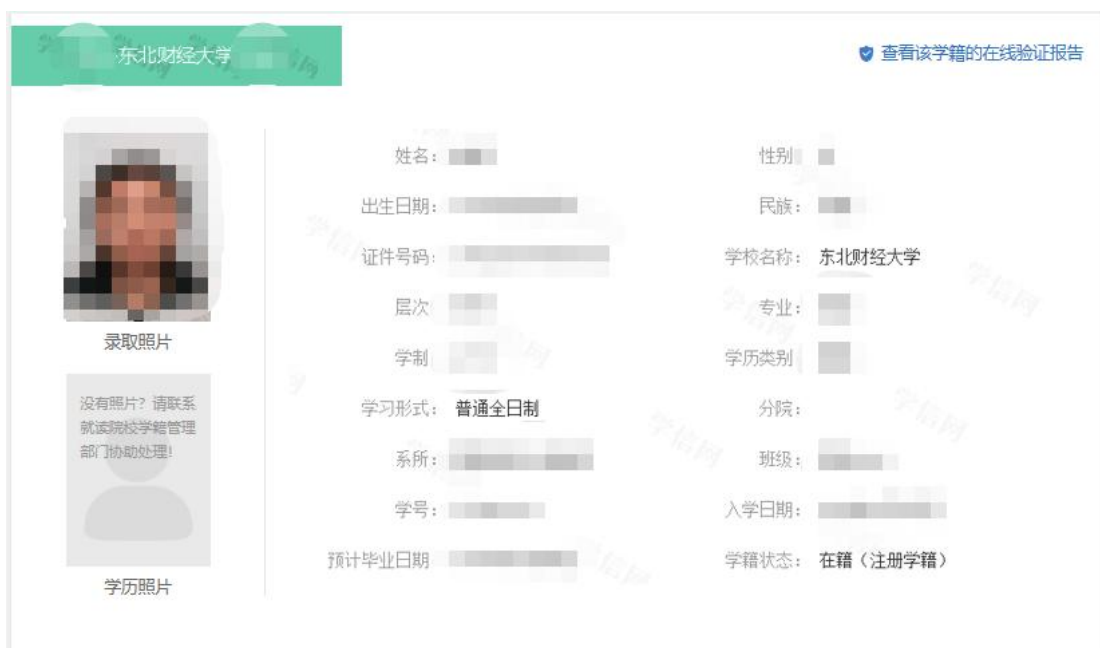 东北财经大学
查看该学籍的在线验证报告
姓名：
性别
出生日期：
民族：
证件号码：
学校名称： 东北财经大学
层次
专业：
学制
学历类别
学习形式： 普通全日制
分院：
系所：
班级：
学号：
入学日期：
预计毕业日期
学籍状态： 在籍（注册学籍）
录取照片
没有照片？请联系
就读院校学籍管理
部门协助处理！
学历照片
学信网